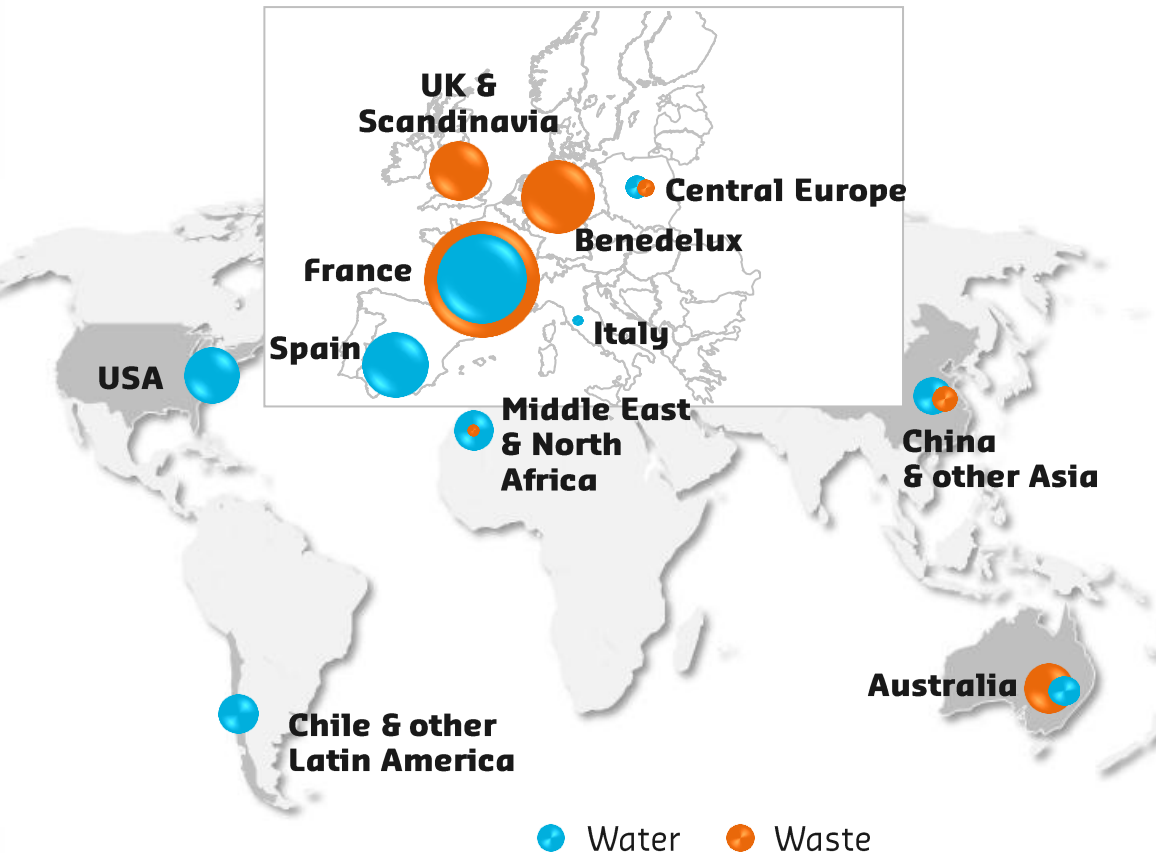 UK &
Scandinavia
Central Europe
Benedelux
France
Italy
Spain
USA
Middle East
& North
Africa
China
& other Asia
Australia
Chile & other
Latin America
Water
Waste